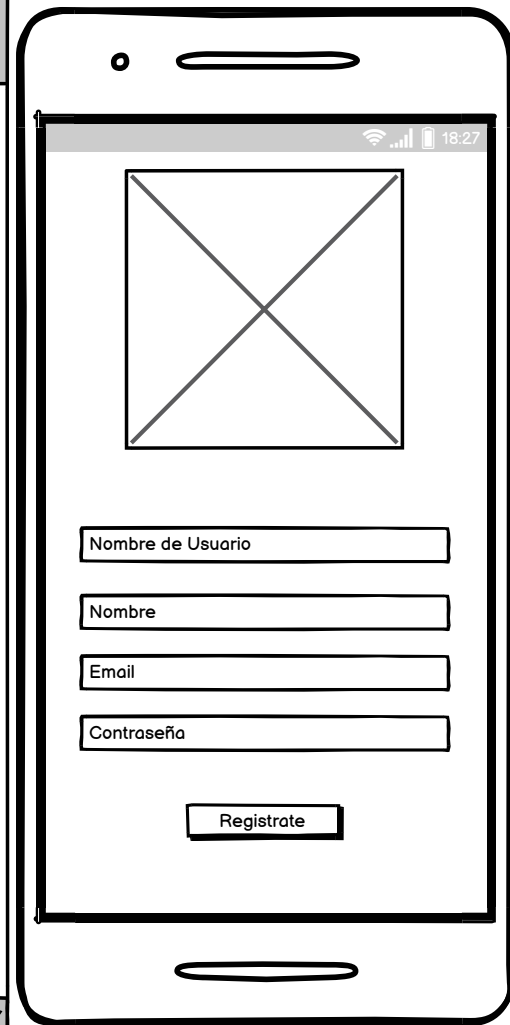 18:27
Nombre de Usuario
Nombre
Email
Contraseña
Registrate